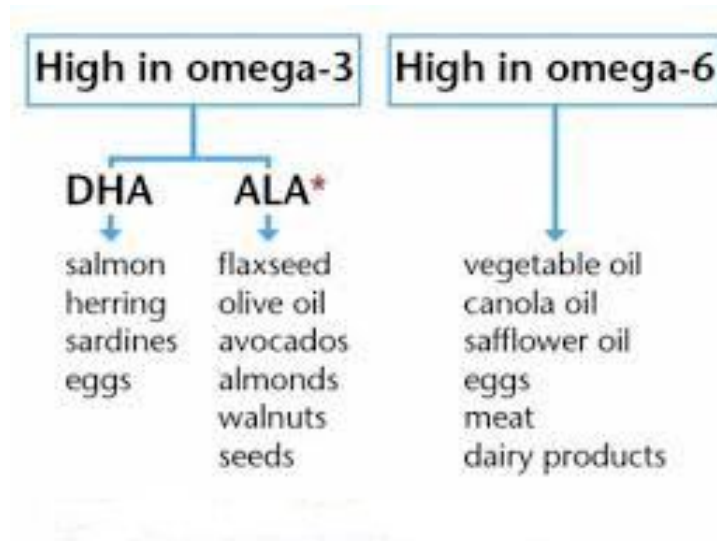 High in omega-3
High in omega-6
DHA
ALA*
salmon
herring
sardines
eggs
flaxseed
olive oil
avocados
almonds
walnuts
seeds
vegetable oil
canola oil
safflower oil
eggs
meat
dairy products